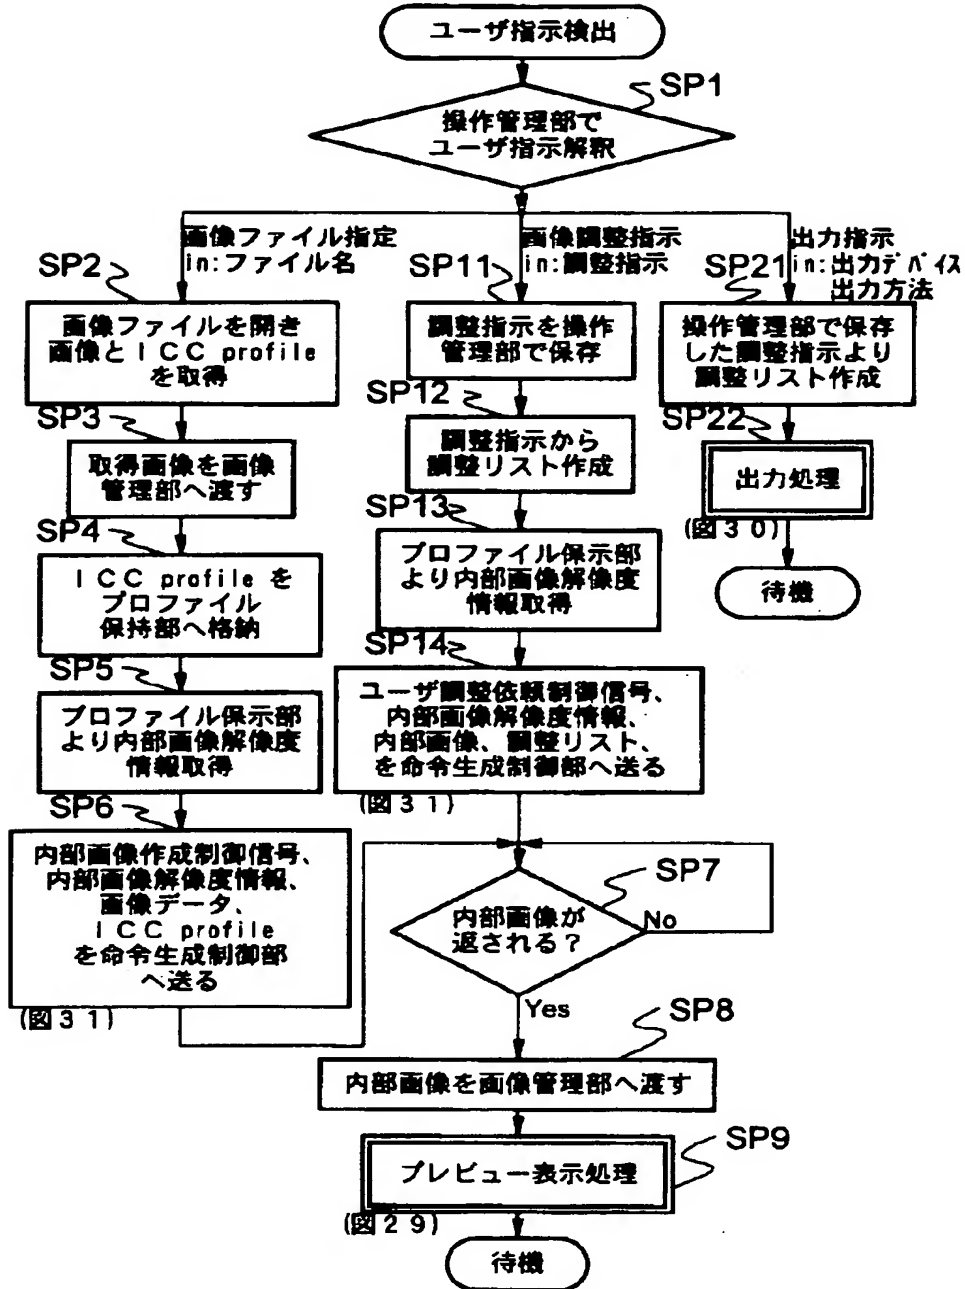 ユーザ指示検出
SP1
操作管理部で
ユーザ指示解釈
画像ファイル指定
in:ファイル名
SP2
画像ファイルを開き
画像とICC profile
を取得
SP3
取得画像を画像
管理部へ渡す
SP4
ICC profile を
プロファイル
保持部へ格納
SP5
プロファイル保示部
より内部画像解像度
情報取得
SP6
内部画像作成制御信号、
内部画像解像度情報、
画像データ、
ICC profile
を命令生成制御部
へ送る
(図31)
画像調整指示
in:調整指示
SP11
調整指示を操作
管理部で保存
SP12
調整指示から
調整リスト作成
SP13
プロファイル保示部
より内部画像解像度
情報取得
SP14
ユーザ調整依頼制御信号、
内部画像解像度情報、
内部画像、調整リスト、
を命令生成制御部へ送る
(図31)
SP7
内部画像が
返される?
No
Yes
SP8
内部画像を画像管理部へ渡す
SP9
プレビュー表示処理
(図29)
待機
出力指示
in:出力デバイス
出力方法
SP21
操作管理部で保存
した調整指示より
調整リスト作成
SP22
出力処理
(図30)
待機